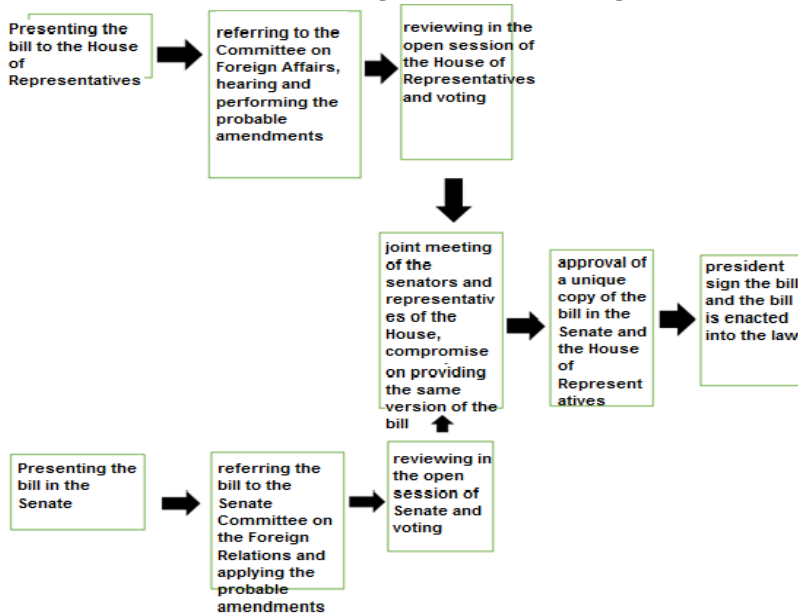 Presenting the
bill to the House
of
Representatives
referring to the
Committee on
Foreign Affairs,
hearing and
performing the
probable
amendments
reviewing in the
open session of
the House of
Representatives
and voting
joint meeting
of the
senators and
representativ
es of the
House,
compromise
on providing
the same
version of the
bill
approval of
a unique
copy of the
bill in the
Senate and
the House
of
Represent
atives
president
sign the bill
and the bill
is enacted
into the law
Presenting the
bill in the
Senate
referring the
bill to the
Senate
Committee on
the Foreign
Relations and
applying the
probable
amendments
reviewing in
the open
session of
Senate and
voting